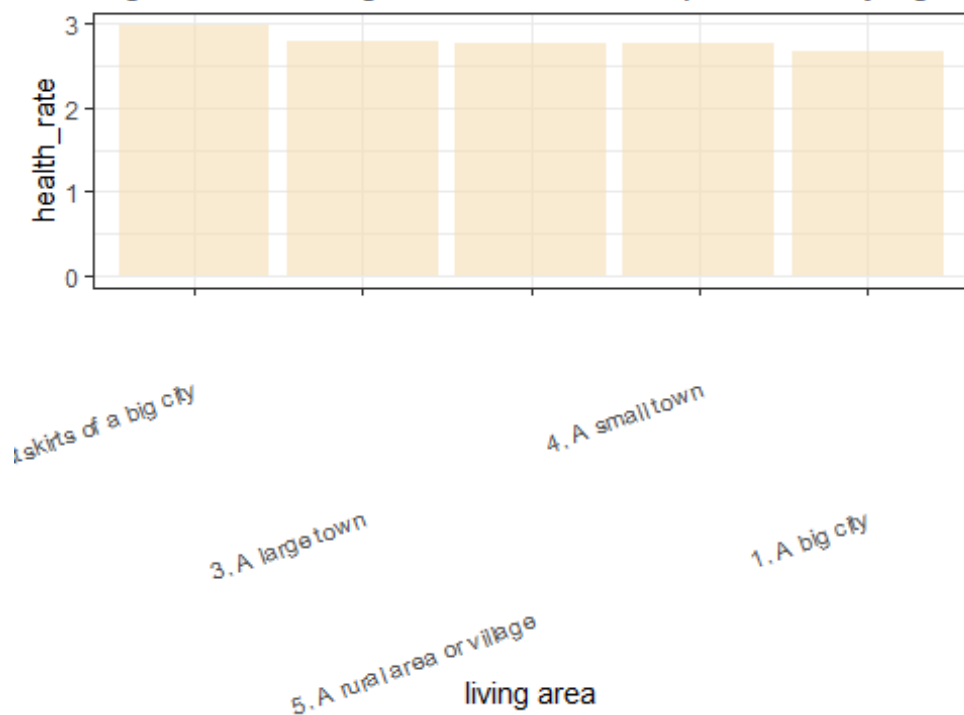 3
2
1
0
health_rate
skirts of a big city
4. A small town
3. A large town
1. A big city
5. A rural area or village
living area